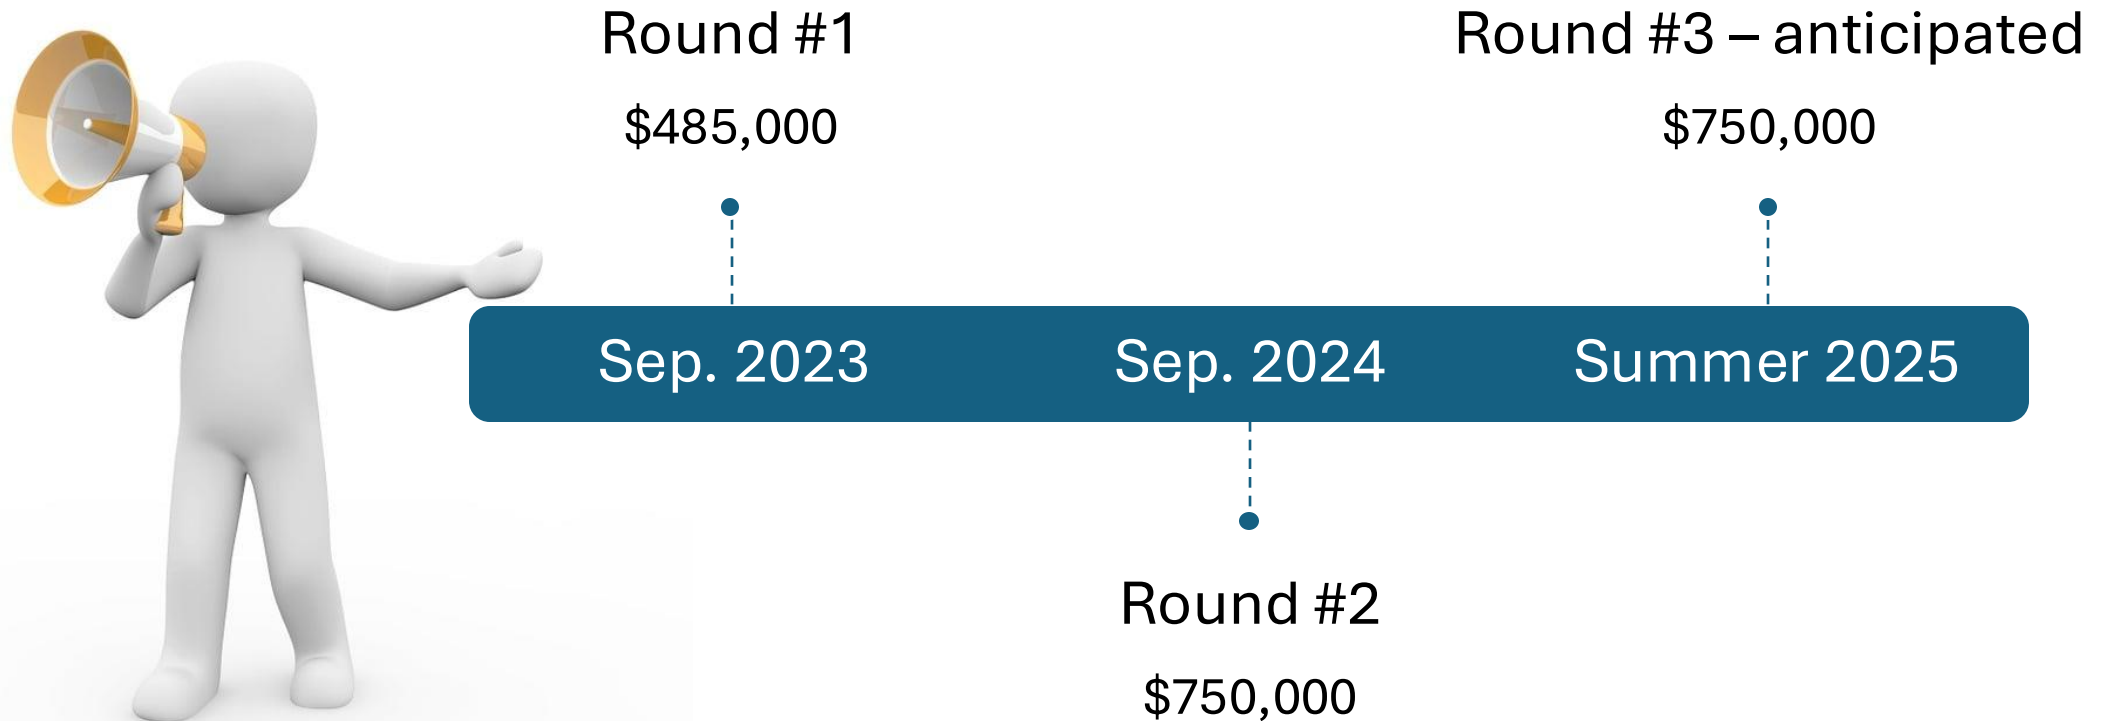 Round #1
$485,000
Round #3 – anticipated
$750,000
Sep. 2023
Sep. 2024
Summer 2025
Round #2
$750,000